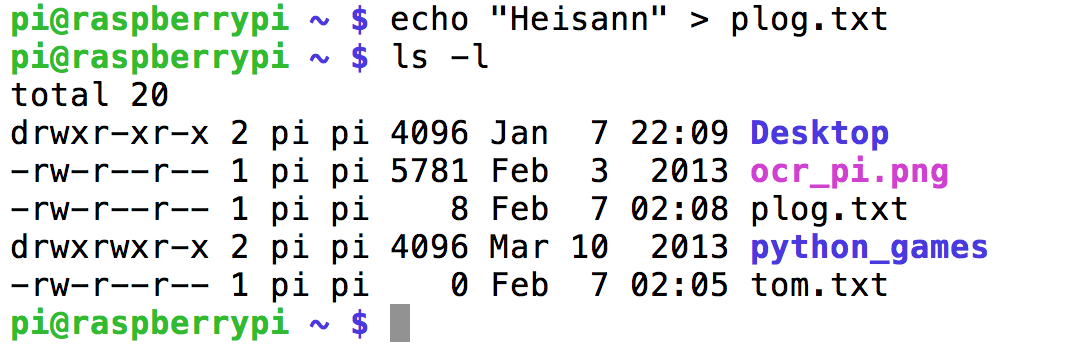 pi@raspberrypi ~ $ echo "Heisann" > plog.txt
pi@raspberrypi ~ $ ls -l
total 20
drwxr-xr-x 2 pi pi 4096 Jan  7 22:09 Desktop
-rw-r--r-- 1 pi pi 5781 Feb  3  2013 ocr_pi.png
-rw-r--r-- 1 pi pi    8 Feb  7 02:08 plog.txt
drwxrwxr-x 2 pi pi 4096 Mar 10  2013 python_games
-rw-r--r-- 1 pi pi    0 Feb  7 02:05 tom.txt
pi@raspberrypi ~ $